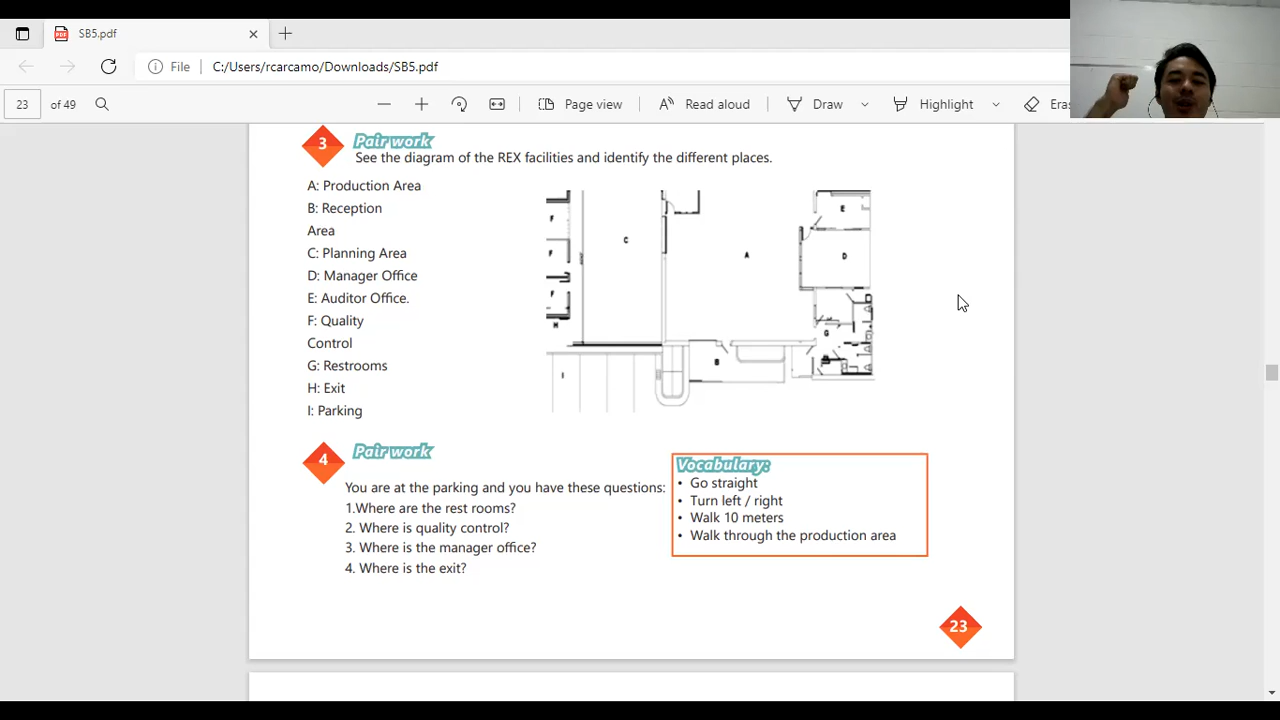 SB5.pdf
File
C:/Users/rcarcamo/Downloads/SB5.pdf
23
of 49
Page view
Read aloud
Draw
Highlight
Eras
3
Pair work
See the diagram of the REX facilities and identify the different places.
A: Production Area
B: Reception
Area
C: Planning Area
D: Manager Office
E: Auditor Office.
F: Quality
Control
G: Restrooms
H: Exit
I: Parking
F
F
F
H
I
C
A
B
E
D
G
4
Pair work
You are at the parking and you have these questions:
1.Where are the rest rooms?
2. Where is quality control?
3. Where is the manager office?
4. Where is the exit?
Vocabulary:
• Go straight
• Turn left / right
• Walk 10 meters
• Walk through the production area
23